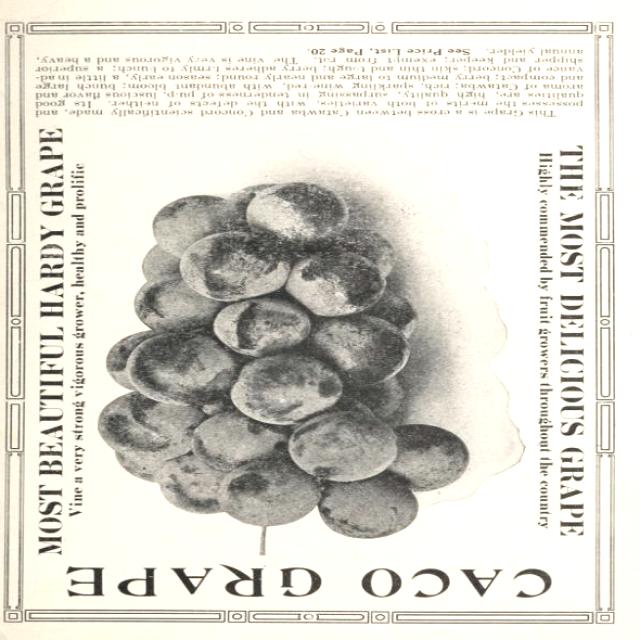 CACO GRAPE
THE MOST DELICIOUS GRAPE
Highly commended by fruit growers throughout the country
MOST BEAUTIFUL HARDY GRAPE
Vine a very strong vigorous grower, healthy and prolific
This Grape is a cross between Catawba and Concord scientifically made, and
possesses the merits of both varieties, with the defects of neither. Its good
qualities are, high quality, surpassing in tenderness of pulp, luscious flavor and
aroma of Catawba; rich, sparkling wine red, with abundant bloom; bunch large
and compact; berry medium to large and nearly round; season early, a little in ad-
vance of Concord; skin thin and tough, berry adheres firmly to bunch; a superior
shipper and keeper; exempt from rot. The vine is very vigorous and a heavy,
annual yielder. See Price List, Page 20.